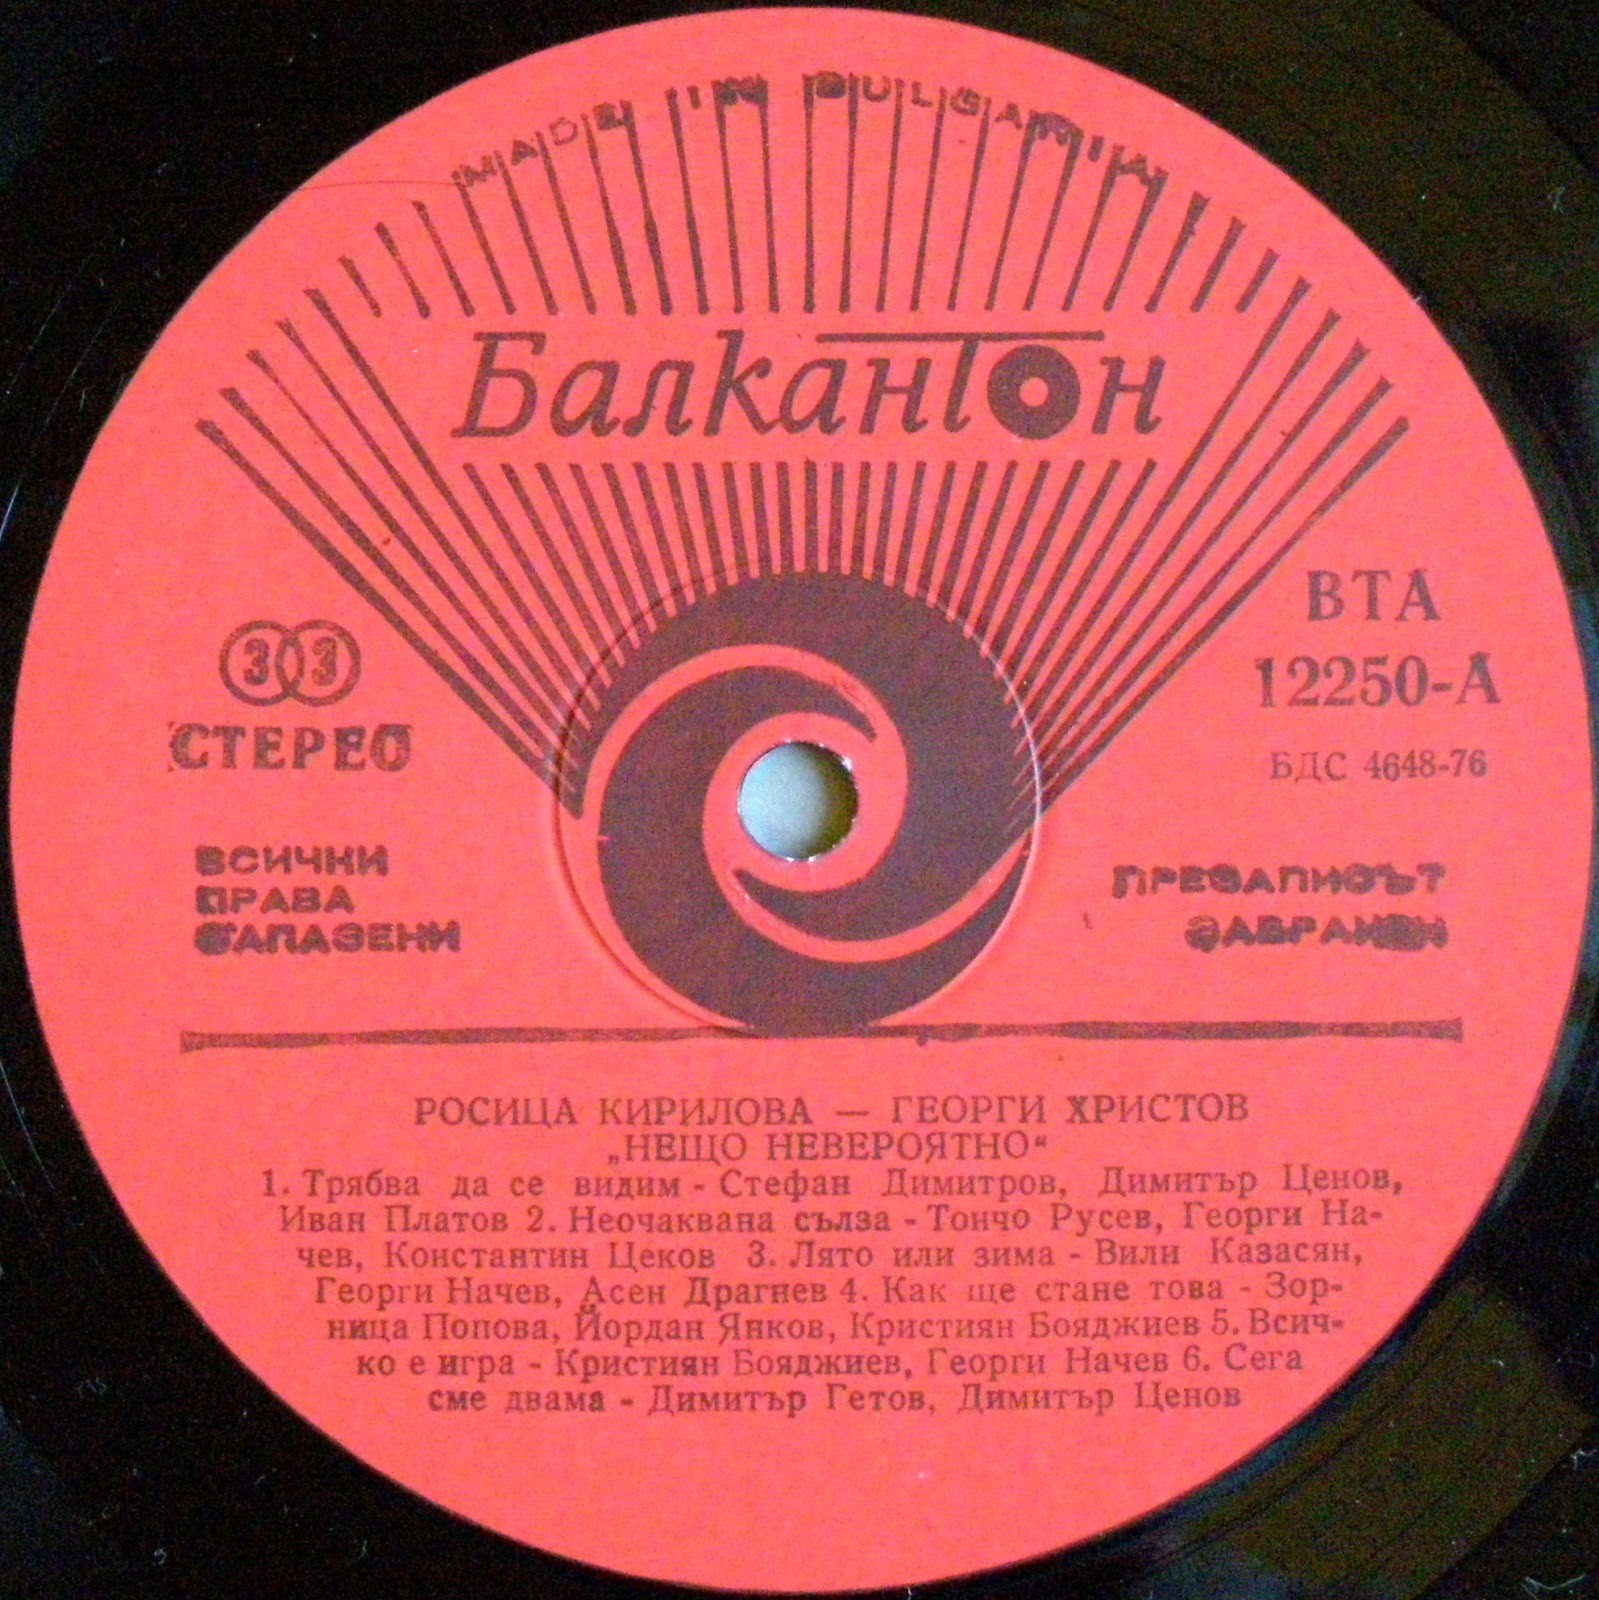 MADE IN BULGARIA
Балкантон
33
СТЕРЕО
ВТА
12250-А
БДС 4648-76
ВСИЧКИ
ПРАВА
ЗАПАЗЕНИ
ПРЕЗАПИСЪТ
ЗАБРАНЕН
РОСИЦА КИРИЛОВА — ГЕОРГИ ХРИСТОВ
„НЕЩО НЕВЕРОЯТНО“
1. Трябва да се видим - Стефан Димитров, Димитър Ценов,
Иван Платов 2. Неочаквана сълза - Тончо Русев, Георги На-
чев, Константин Цеков 3. Лято или зима - Вили Казасян,
Георги Начев, Асен Драгнев 4. Как ще стане това - Зор-
ница Попова, Йордан Янков, Кристиян Бояджиев 5. Всич-
ко е игра - Кристиян Бояджиев, Георги Начев 6. Сега
сме двама - Димитър Гетов, Димитър Ценов